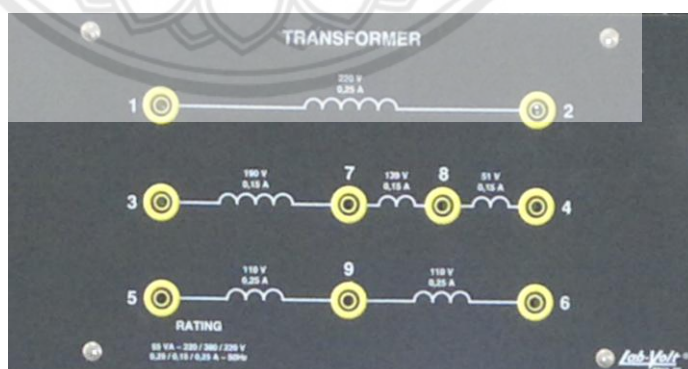 TRANSFORMER
220 V
0,25 A
1
2
190 V
0,15 A
7
139 V
0,15 A
8
51 V
0,15 A
3
4
110 V
0,25 A
9
110 V
0,25 A
5
6
RATING
55 VA – 220 / 380 / 220 V
0,25 / 0,15 / 0,25 A – 50Hz
Lab-Volt ®